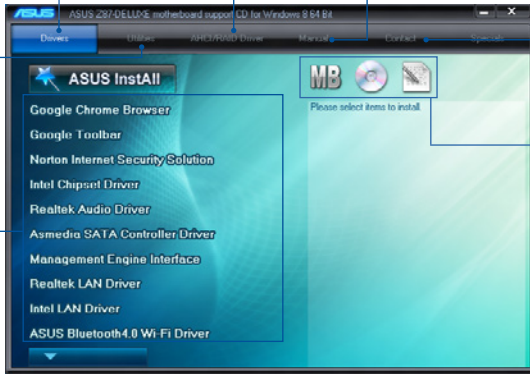 ASUS ASUS Z87-DELUXE motherboard support CD for Windows 8 64 Bit
Drivers Utilities AHCI/RAID Driver Manual Contact Specials
ASUS InstAll
MB
Please select items to install.
Google Chrome Browser
Google Toolbar
Norton Internet Security Solution
Intel Chipset Driver
Realtek Audio Driver
Asmedia SATA Controller Driver
Management Engine Interface
Realtek LAN Driver
Intel LAN Driver
ASUS Bluetooth4.0 Wi-Fi Driver